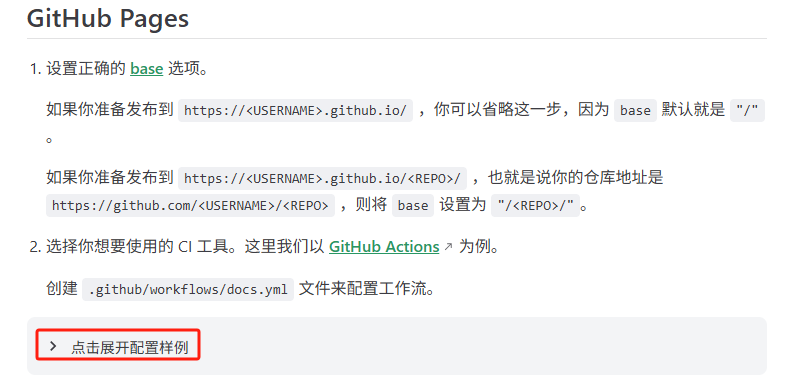 GitHub Pages
1. 设置正确的 base 选项。
如果你准备发布到 https://<USERNAME>.github.io/ ，你可以省略这一步，因为 base 默认就是 "/"
。
如果你准备发布到 https://<USERNAME>.github.io/<REPO>/ ，也就是说你的仓库地址是
https://github.com/<USERNAME>/<REPO> ，则将 base 设置为 "/<REPO>/"。
2. 选择你想要使用的 CI 工具。这里我们以 GitHub Actions 为例。
创建 .github/workflows/docs.yml 文件来配置工作流。
点击展开配置样例